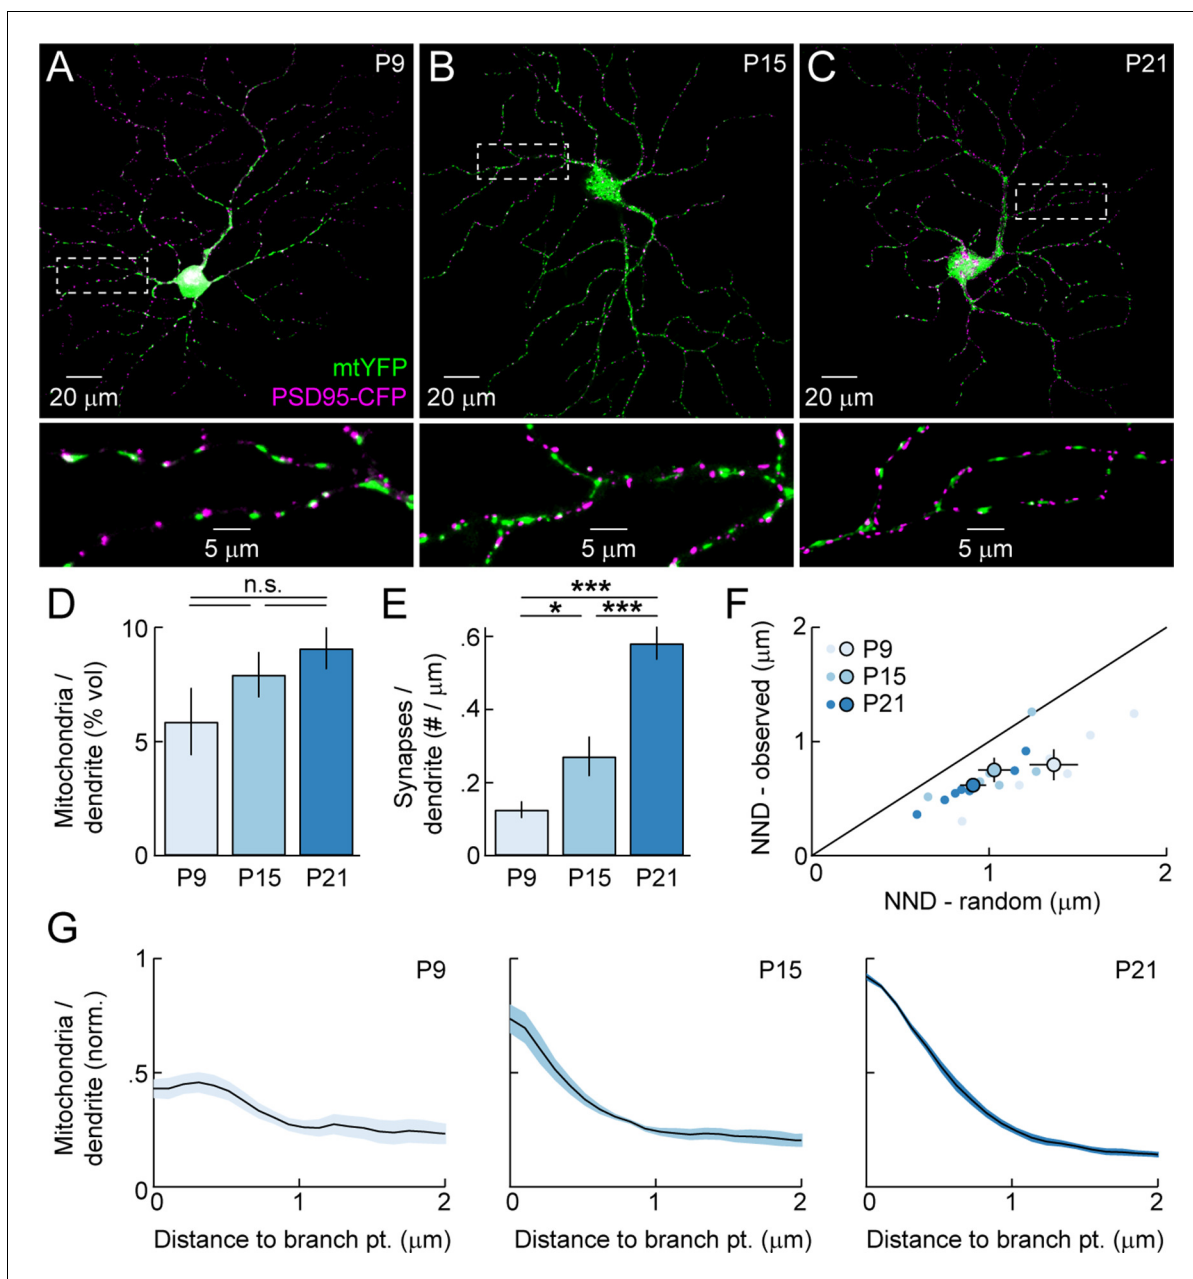 A
P9
B
P15
C
P21
mtYFP
PSD95-CFP
20 μm
20 μm
20 μm
5 μm
5 μm
5 μm
D
n.s.
Mitochondria /
dendrite (% vol)
10
5
0
P9
P15
P21
E
***
*
***
Synapses /
dendrite (# / μm)
.6
.4
.2
0
P9
P15
P21
F
NND - observed (μm)
2
1
0
P9
P15
P21
0
1
2
NND - random (μm)
G
Mitochondria /
dendrite (norm.)
1
.5
0
P9
0
1
2
Distance to branch pt. (μm)
P15
0
1
2
Distance to branch pt. (μm)
P21
0
1
2
Distance to branch pt. (μm)